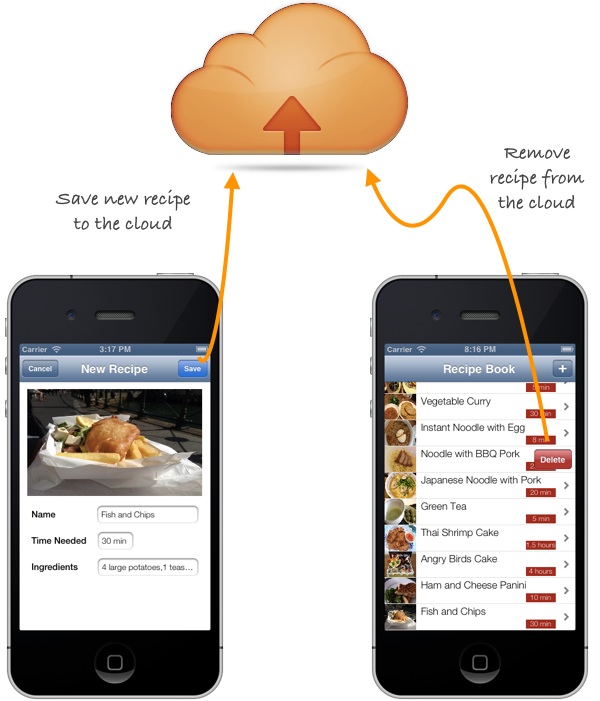 Remove
recipe from
the cloud
Save new recipe
to the cloud
Carrier 3:17 PM
Cancel New Recipe Save
Name Fish and Chips
Time Needed 30 min
Ingredients 4 large potatoes,1 teas…
Carrier 8:16 PM
Recipe Book +
5 min
Vegetable Curry
30 min
Instant Noodle with Egg
8 min
Noodle with BBQ Pork
2
Delete
Japanese Noodle with Pork
20 min
Green Tea
5 min
Thai Shrimp Cake
1.5 hours
Angry Birds Cake
4 hours
Ham and Cheese Panini
10 min
Fish and Chips
30 min